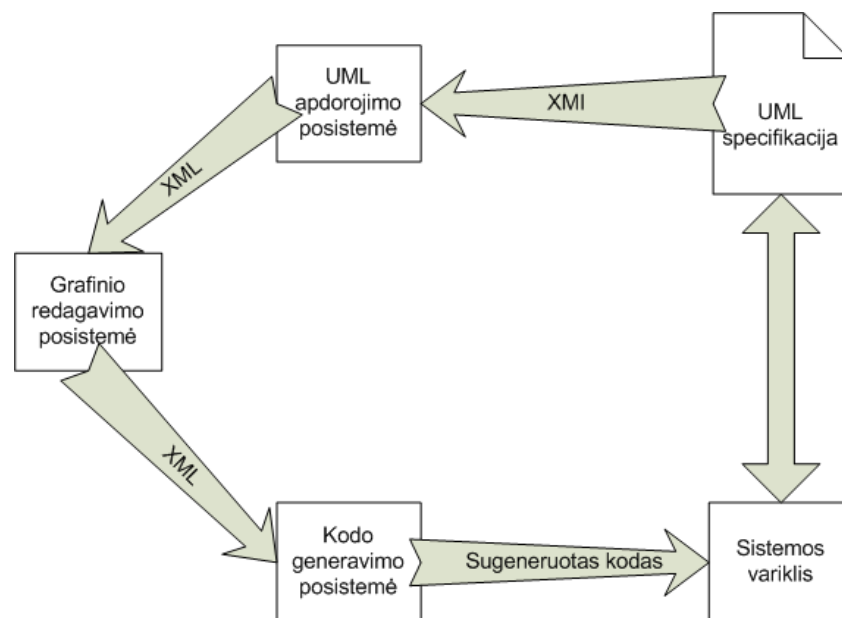 UML
apdorojimo
posistemė
XMI
UML
specifikacija
XML
Grafinio
redagavimo
posistemė
XML
Kodo
generavimo
posistemė
Sugeneruotas kodas
Sistemos
variklis